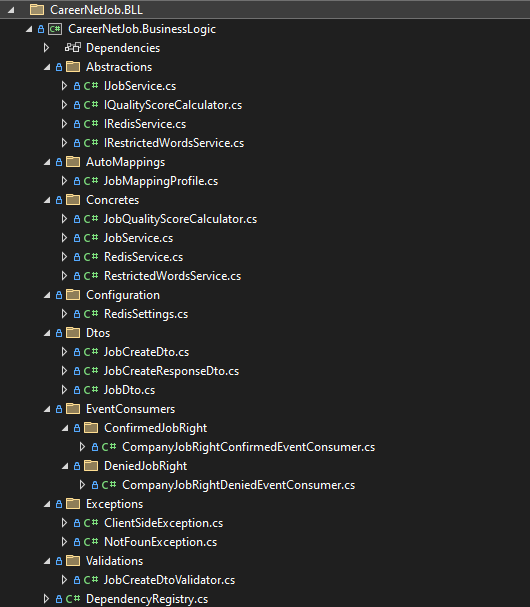 CareerNetJob.BLL
C# CareerNetJob.BusinessLogic
Dependencies
Abstractions
C# IJobService.cs
C# IQualityScoreCalculator.cs
C# IRedisService.cs
C# IRestrictedWordsService.cs
AutoMappings
C# JobMappingProfile.cs
Concretes
C# JobQualityScoreCalculator.cs
C# JobService.cs
C# RedisService.cs
C# RestrictedWordsService.cs
Configuration
C# RedisSettings.cs
Dtos
C# JobCreateDto.cs
C# JobCreateResponseDto.cs
C# JobDto.cs
EventConsumers
ConfirmedJobRight
C# CompanyJobRightConfirmedEventConsumer.cs
DeniedJobRight
C# CompanyJobRightDeniedEventConsumer.cs
Exceptions
C# ClientSideException.cs
C# NotFounException.cs
Validations
C# JobCreateDtoValidator.cs
C# DependencyRegistry.cs